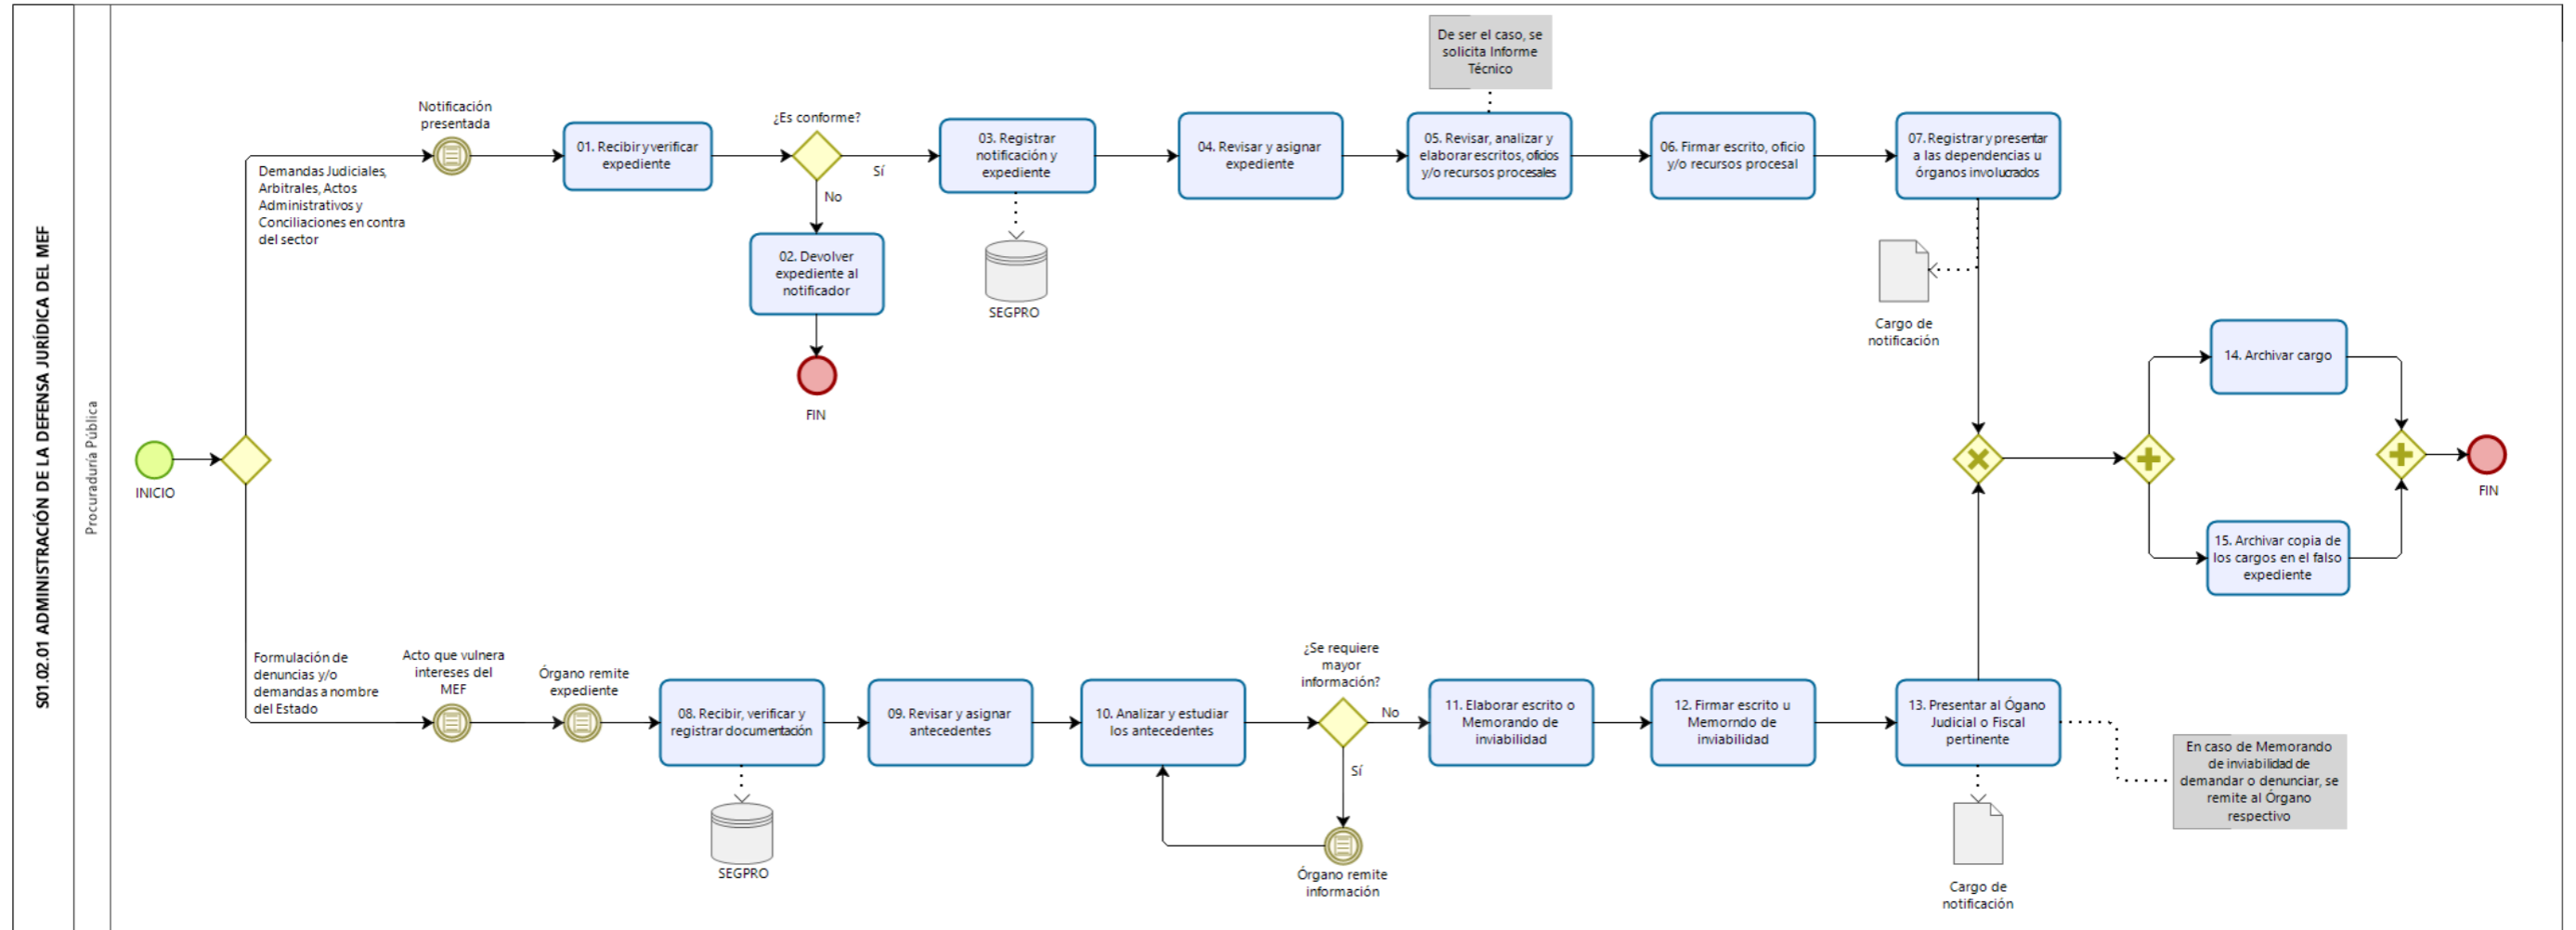 S01.02.01 ADMINISTRACIÓN DE LA DEFENSA JURÍDICA DEL MEF
Procuraduría Pública
INICIO
Demandas Judiciales,
Arbitrales, Actos
Administrativos y
Conciliaciones en contra
del sector
Notificación
presentada
01. Recibir y verificar
expediente
¿Es conforme?
Sí
No
02. Devolver
expediente al
notificador
FIN
03. Registrar
notificación y
expediente
SEGPRO
04. Revisar y asignar
expediente
De ser el caso, se
solicita Informe
Técnico
05. Revisar, analizar y
elaborar escritos, oficios
y/o recursos procesales
06. Firmar escrito, oficio
y/o recursos procesal
07. Registrar y presentar
a las dependencias u
órganos involucrados
Cargo de
notificación
14. Archivar cargo
15. Archivar copia de
los cargos en el falso
expediente
FIN
Formulación de
denuncias y/o
demandas a nombre
del Estado
Acto que vulnera
intereses del
MEF
Órgano remite
expediente
08. Recibir, verificar y
registrar documentación
SEGPRO
09. Revisar y asignar
antecedentes
10. Analizar y estudiar
los antecedentes
¿Se requiere
mayor
información?
No
Sí
Órgano remite
información
11. Elaborar escrito o
Memorando de
inviabilidad
12. Firmar escrito u
Memorndo de
inviabilidad
13. Presentar al Ógano
Judicial o Fiscal
pertinente
Cargo de
notificación
En caso de Memorando
de inviabilidad de
demandar o denunciar, se
remite al Órgano
respectivo